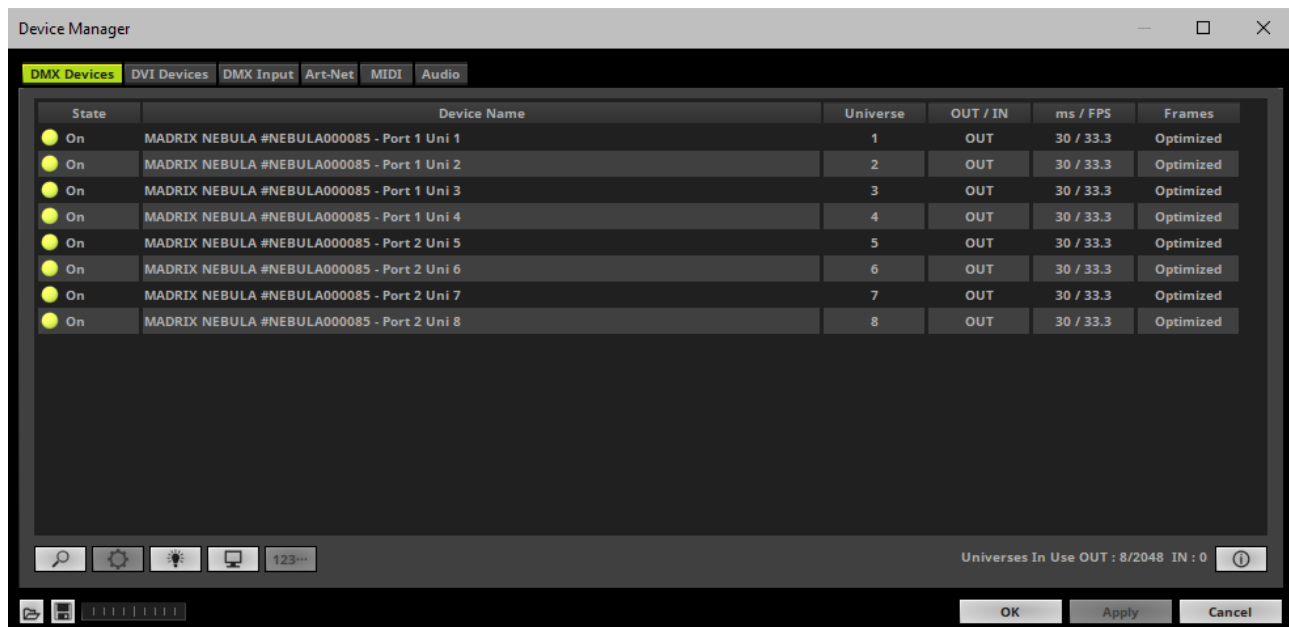 Device Manager
DMX Devices DVI Devices DMX Input Art-Net MIDI Audio
State Device Name Universe OUT / IN ms / FPS Frames
On MADRIX NEBULA #NEBULA000085 - Port 1 Uni 1 1 OUT 30 / 33.3 Optimized
On MADRIX NEBULA #NEBULA000085 - Port 1 Uni 2 2 OUT 30 / 33.3 Optimized
On MADRIX NEBULA #NEBULA000085 - Port 1 Uni 3 3 OUT 30 / 33.3 Optimized
On MADRIX NEBULA #NEBULA000085 - Port 1 Uni 4 4 OUT 30 / 33.3 Optimized
On MADRIX NEBULA #NEBULA000085 - Port 2 Uni 5 5 OUT 30 / 33.3 Optimized
On MADRIX NEBULA #NEBULA000085 - Port 2 Uni 6 6 OUT 30 / 33.3 Optimized
On MADRIX NEBULA #NEBULA000085 - Port 2 Uni 7 7 OUT 30 / 33.3 Optimized
On MADRIX NEBULA #NEBULA000085 - Port 2 Uni 8 8 OUT 30 / 33.3 Optimized
123... Universes In Use OUT : 8/2048 IN : 0
OK Apply Cancel